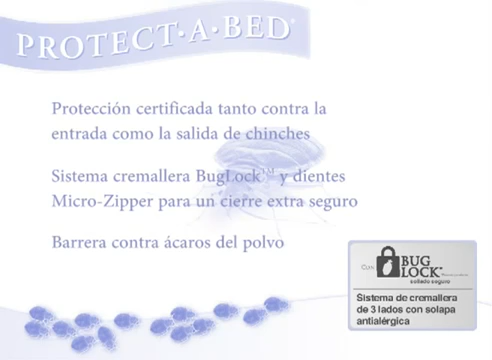 PROTECT·A·BED®
Protección certificada tanto contra la
entrada como la salida de chinches
Sistema cremallera BugLock™ y dientes
Micro-Zipper para un cierre extra seguro
Barrera contra ácaros del polvo
BUG
LOCK™
sellado seguro
Sistema de cremallera
de 3 lados con solapa
antialérgica